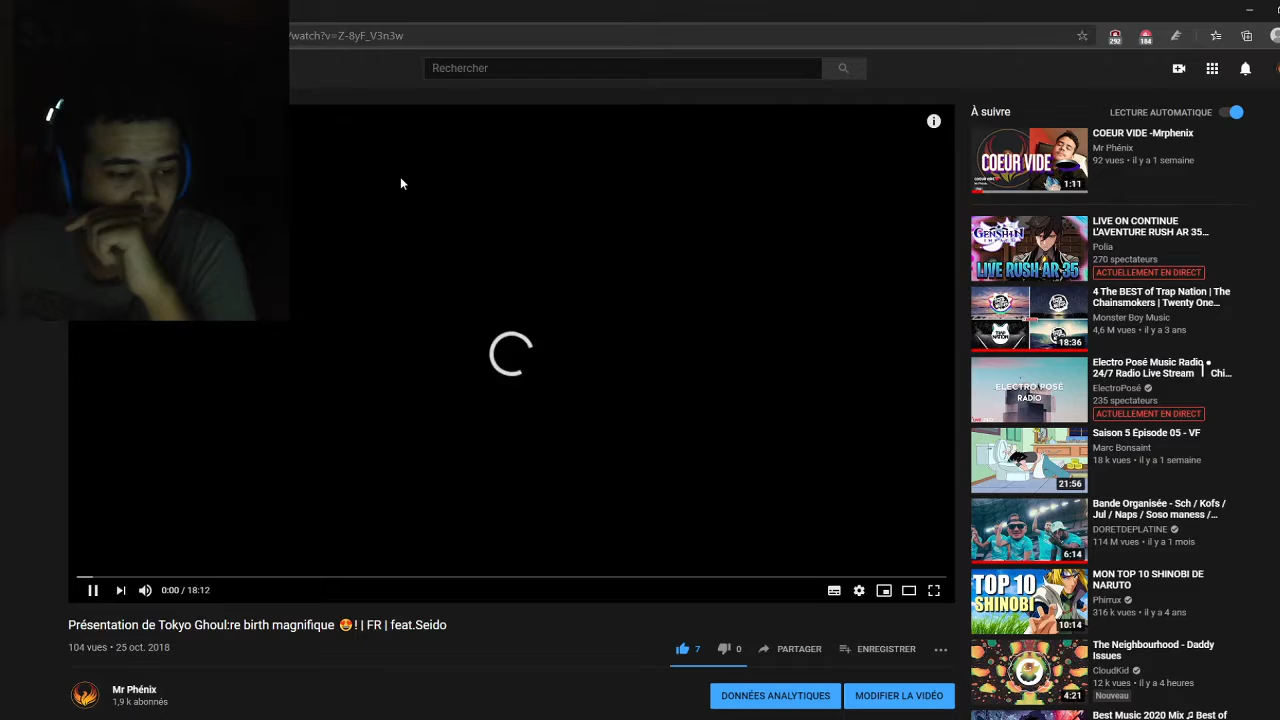 /watch?v=Z-8yF_V3n3w
292
184
Rechercher
À suivre
LECTURE AUTOMATIQUE
COEUR VIDE
1:11
COEUR VIDE -Mrphenix
Mr Phénix
92 vues • il y a 1 semaine
GENSHIN
IMPACT
LIVE RUSH AR 35
LIVE ON CONTINUE
L'AVENTURE RUSH AR 35...
Polia
270 spectateurs
ACTUELLEMENT EN DIRECT
TRAP
NATION
18:36
4 The BEST of Trap Nation | The
Chainsmokers | Twenty One...
Monster Boy Music
4,6 M vues • il y a 3 ans
ELECTRO POSÉ
RADIO
Electro Posé Music Radio •
24/7 Radio Live Stream | Chi...
ElectroPosé
235 spectateurs
ACTUELLEMENT EN DIRECT
21:56
Saison 5 Épisode 05 - VF
Marc Bonsaint
18 k vues • il y a 1 semaine
6:14
Bande Organisée - Sch / Kofs /
Jul / Naps / Soso maness /...
DORETDEPLATINE
114 M vues • il y a 1 mois
TOP 10
SHINOBI
10:14
MON TOP 10 SHINOBI DE
NARUTO
Phirrux
316 k vues • il y a 4 ans
4:21
The Neighbourhood - Daddy
Issues
CloudKid
12 k vues • il y a 4 heures
Nouveau
Best Music 2020 Mix ♫ Best of
0:00 / 18:12
Présentation de Tokyo Ghoul:re birth magnifique 🤩! | FR | feat.Seido
104 vues • 25 oct. 2018
7
0
PARTAGER
ENREGISTRER
Mr Phénix
1,9 k abonnés
DONNÉES ANALYTIQUES
MODIFIER LA VIDÉO